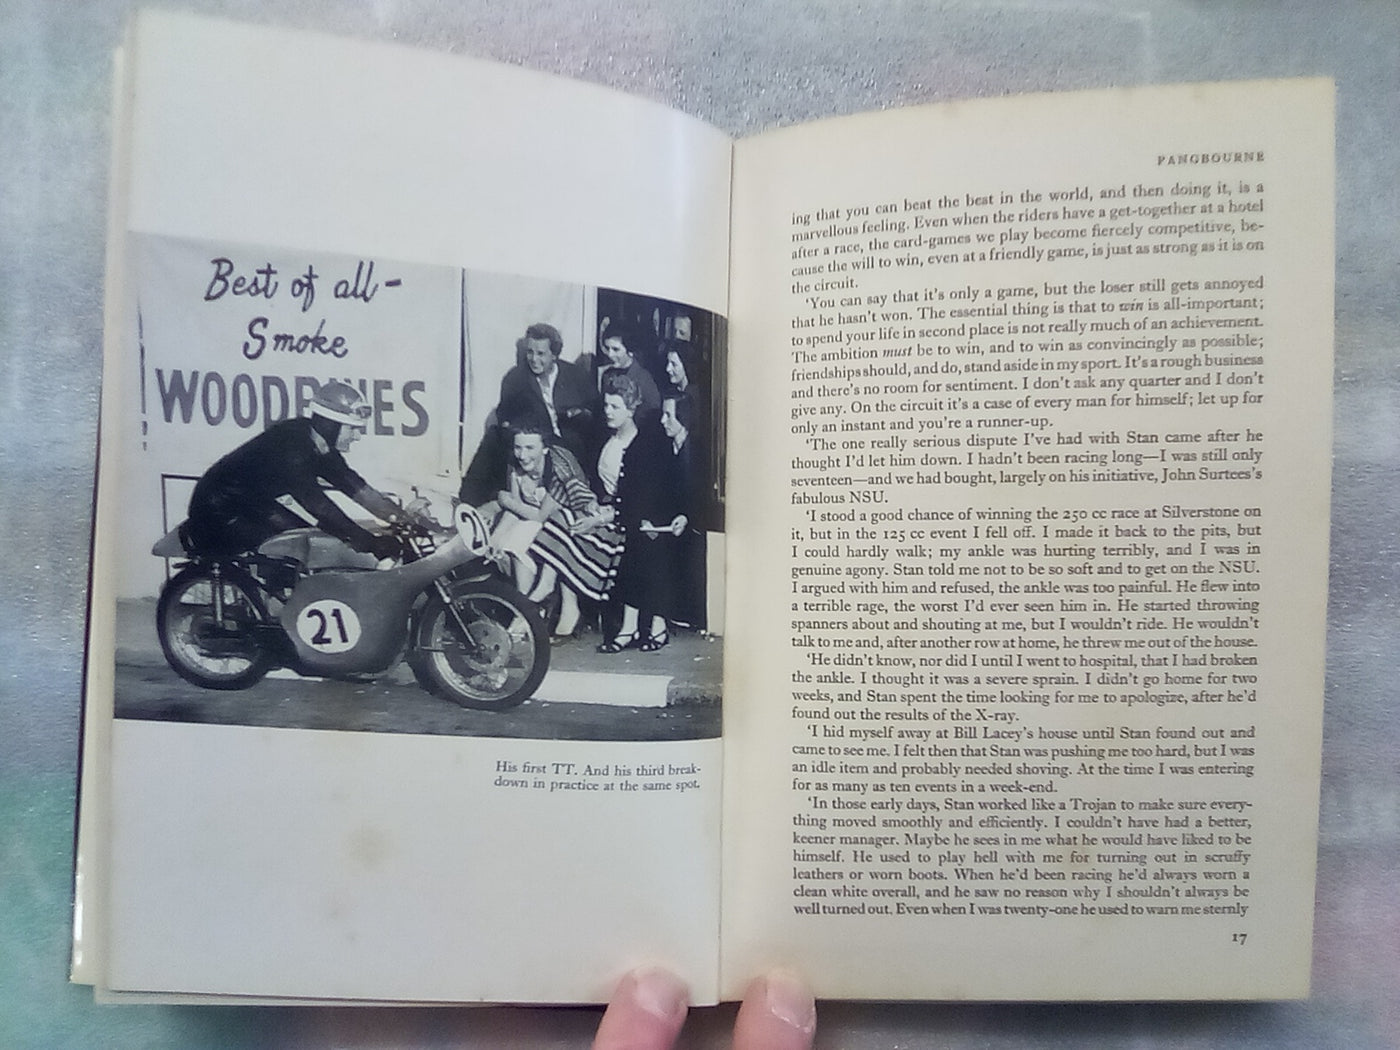 Best of all-
Smoke
WOODBINES
21
21
His first TT. And his third break-
down in practice at the same spot.
PANGBOURNE
ing that you can beat the best in the world, and then doing it, is a
marvellous feeling. Even when the riders have a get-together at a hotel
after a race, the card-games we play become fiercely competitive, be-
cause the will to win, even at a friendly game, is just as strong as it is on
the circuit.
'You can say that it's only a game, but the loser still gets annoyed
that he hasn't won. The essential thing is that to win is all-important;
to spend your life in second place is not really much of an achievement.
The ambition must be to win, and to win as convincingly as possible;
friendships should, and do, stand aside in my sport. It's a rough business
and there's no room for sentiment. I don't ask any quarter and I don't
give any. On the circuit it's a case of every man for himself; let up for
only an instant and you're a runner-up.
'The one really serious dispute I've had with Stan came after he
thought I'd let him down. I hadn't been racing long—I was still only
seventeen—and we had bought, largely on his initiative, John Surtees's
fabulous NSU.
'I stood a good chance of winning the 250 cc race at Silverstone on
it, but in the 125 cc event I fell off. I made it back to the pits, but
I could hardly walk; my ankle was hurting terribly, and I was in
genuine agony. Stan told me not to be so soft and to get on the NSU.
I argued with him and refused, the ankle was too painful. He flew into
a terrible rage, the worst I'd ever seen him in. He started throwing
spanners about and shouting at me, but I wouldn't ride. He wouldn't
talk to me and, after another row at home, he threw me out of the house.
'He didn't know, nor did I until I went to hospital, that I had broken
the ankle. I thought it was a severe sprain. I didn't go home for two
weeks, and Stan spent the time looking for me to apologize, after he'd
found out the results of the X-ray.
'I hid myself away at Bill Lacey's house until Stan found out and
came to see me. I felt then that Stan was pushing me too hard, but I was
an idle item and probably needed shoving. At the time I was entering
for as many as ten events in a week-end.
'In those early days, Stan worked like a Trojan to make sure every-
thing moved smoothly and efficiently. I couldn't have had a better,
keener manager. Maybe he sees in me what he would have liked to be
himself. He used to play hell with me for turning out in scruffy
leathers or worn boots. When he'd been racing he'd always worn a
clean white overall, and he saw no reason why I shouldn't always be
well turned out. Even when I was twenty-one he used to warn me sternly
17